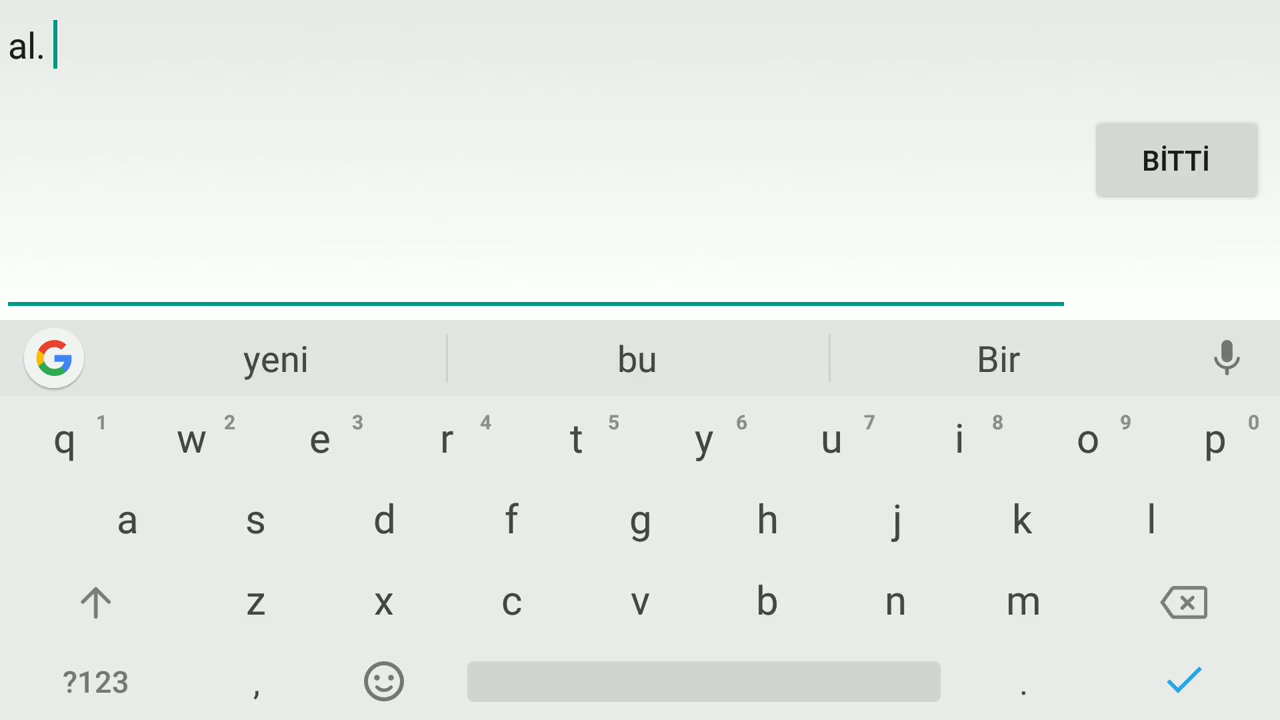 al.
BİTTİ
yeni bu Bir
q 1 w 2 e 3 r 4 t 5 y 6 u 7 i 8 o 9 p 0
a s d f g h j k l
z x c v b n m
?123 , .